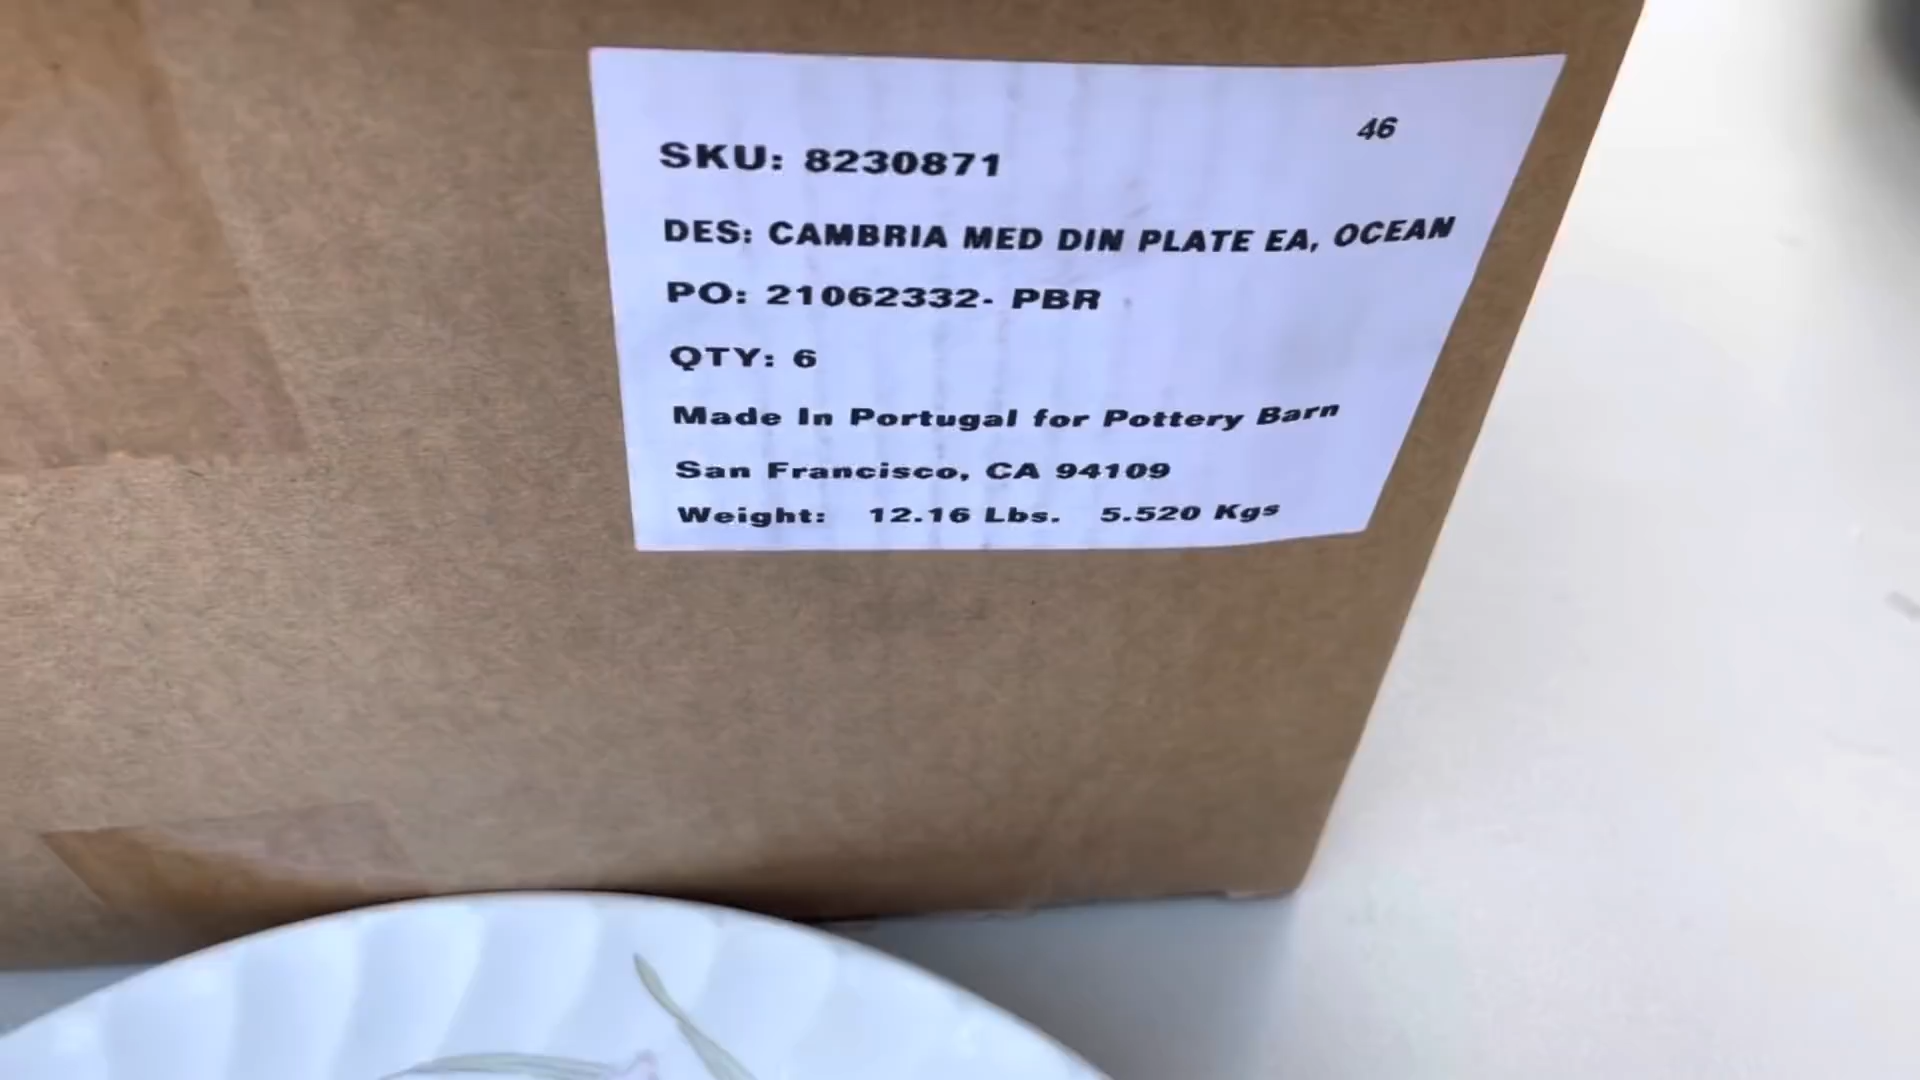 46
SKU: 8230871
DES: CAMBRIA MED DIN PLATE EA, OCEAN
PO: 21062332- PBR
QTY: 6
Made In Portugal for Pottery Barn
San Francisco, CA 94109
Weight: 12.16 Lbs. 5.520 Kgs